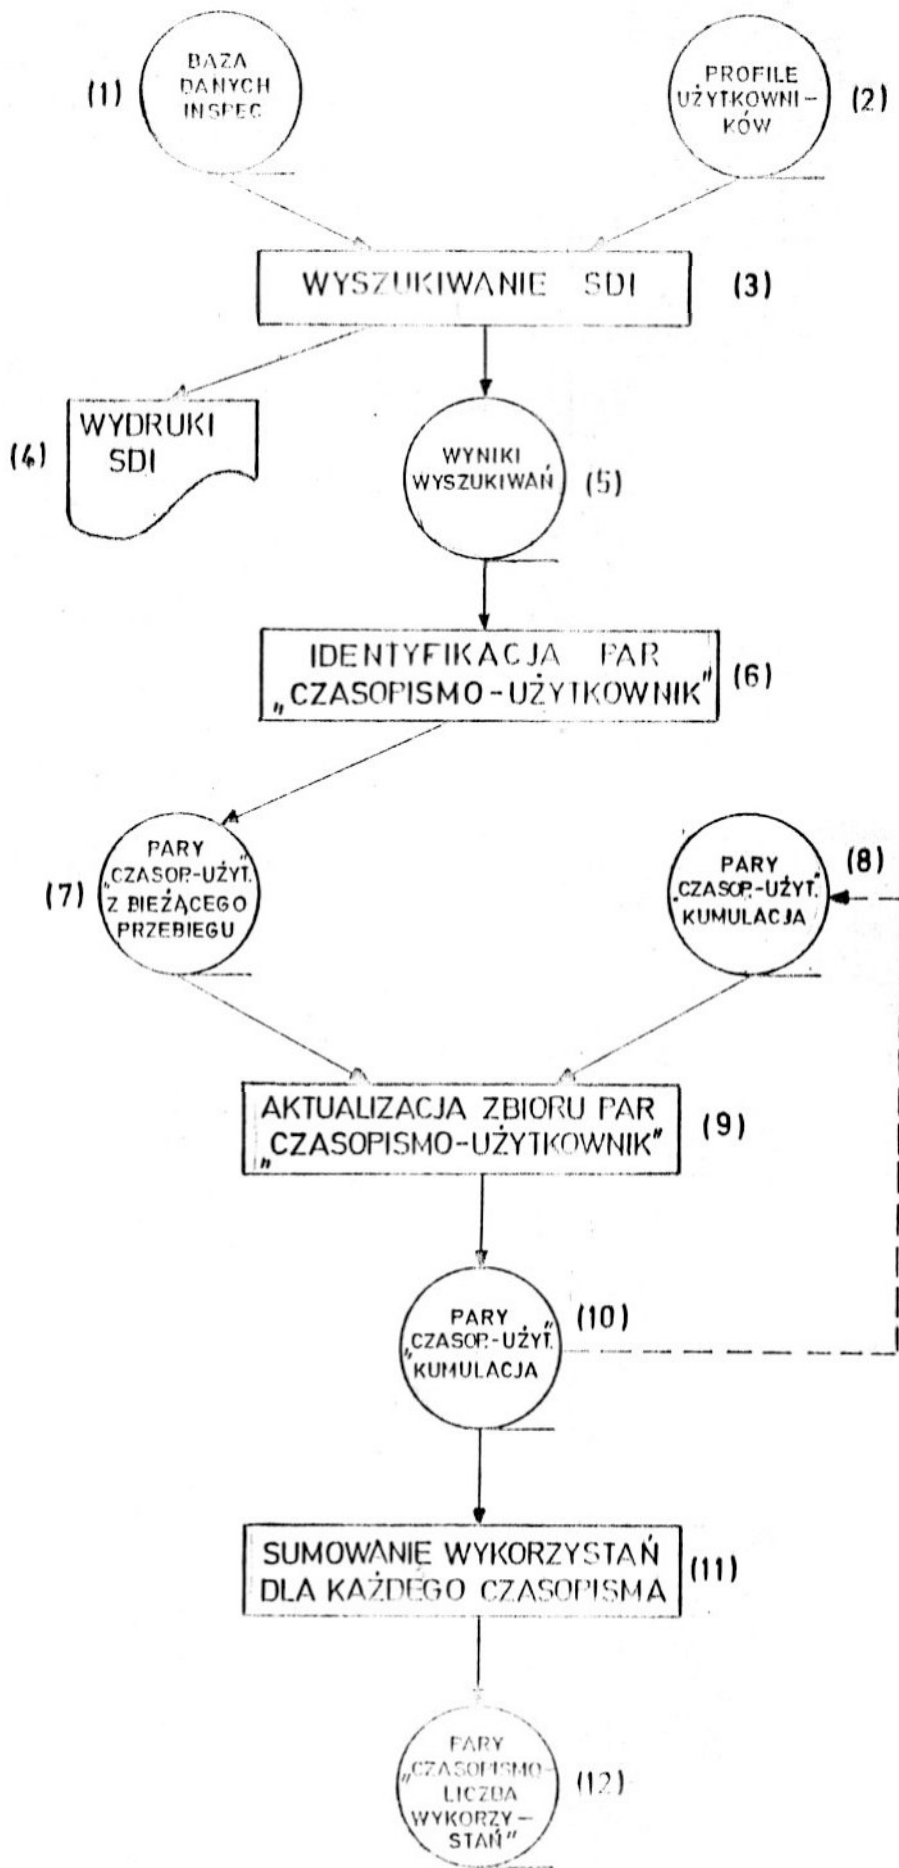 (1)
BAZA
DANYCH
INSPEC
PROFILE
UŻYTKOWNI-
KÓW
(2)
WYSZUKIWANIE SDI
(3)
(4)
WYDRUKI
SDI
WYNIKI
WYSZUKIWAŃ
(5)
IDENTYFIKACJA PAR
„CZASOPISMO-UŻYTKOWNIK"
(6)
(7)
PARY
„CZASOP.-UŻYT."
Z BIEŻĄCEGO
PRZEBIEGU
PARY
„CZASOP.-UŻYT."
KUMULACJA
(8)
AKTUALIZACJA ZBIORU PAR
„CZASOPISMO-UŻYTKOWNIK"
(9)
PARY
„CZASOP.-UŻYT."
KUMULACJA
(10)
SUMOWANIE WYKORZYSTAŃ
DLA KAŻDEGO CZASOPISMA
(11)
PARY
„CZASOPISMO-
LICZBA
WYKORZY-
STAŃ"
(12)